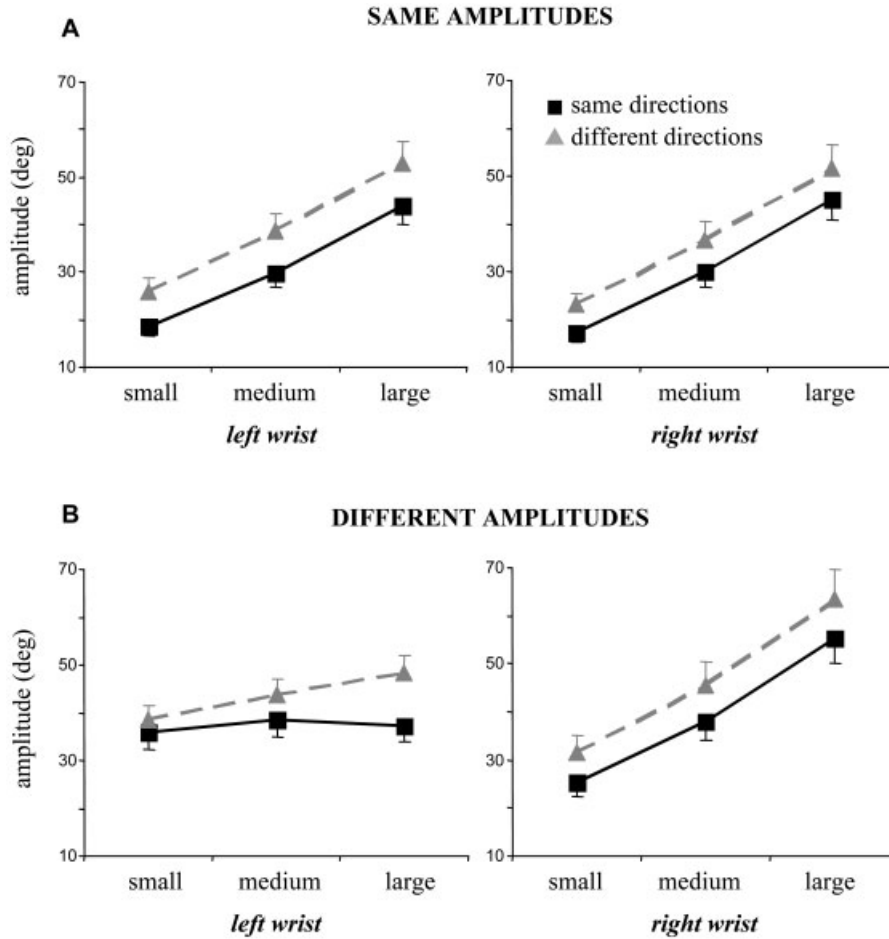 A
SAME AMPLITUDES
70
50
30
10
amplitude (deg)
small medium large
left wrist
70
50
30
10
same directions
different directions
small medium large
right wrist
B
DIFFERENT AMPLITUDES
70
50
30
10
amplitude (deg)
small medium large
left wrist
70
50
30
10
small medium large
right wrist